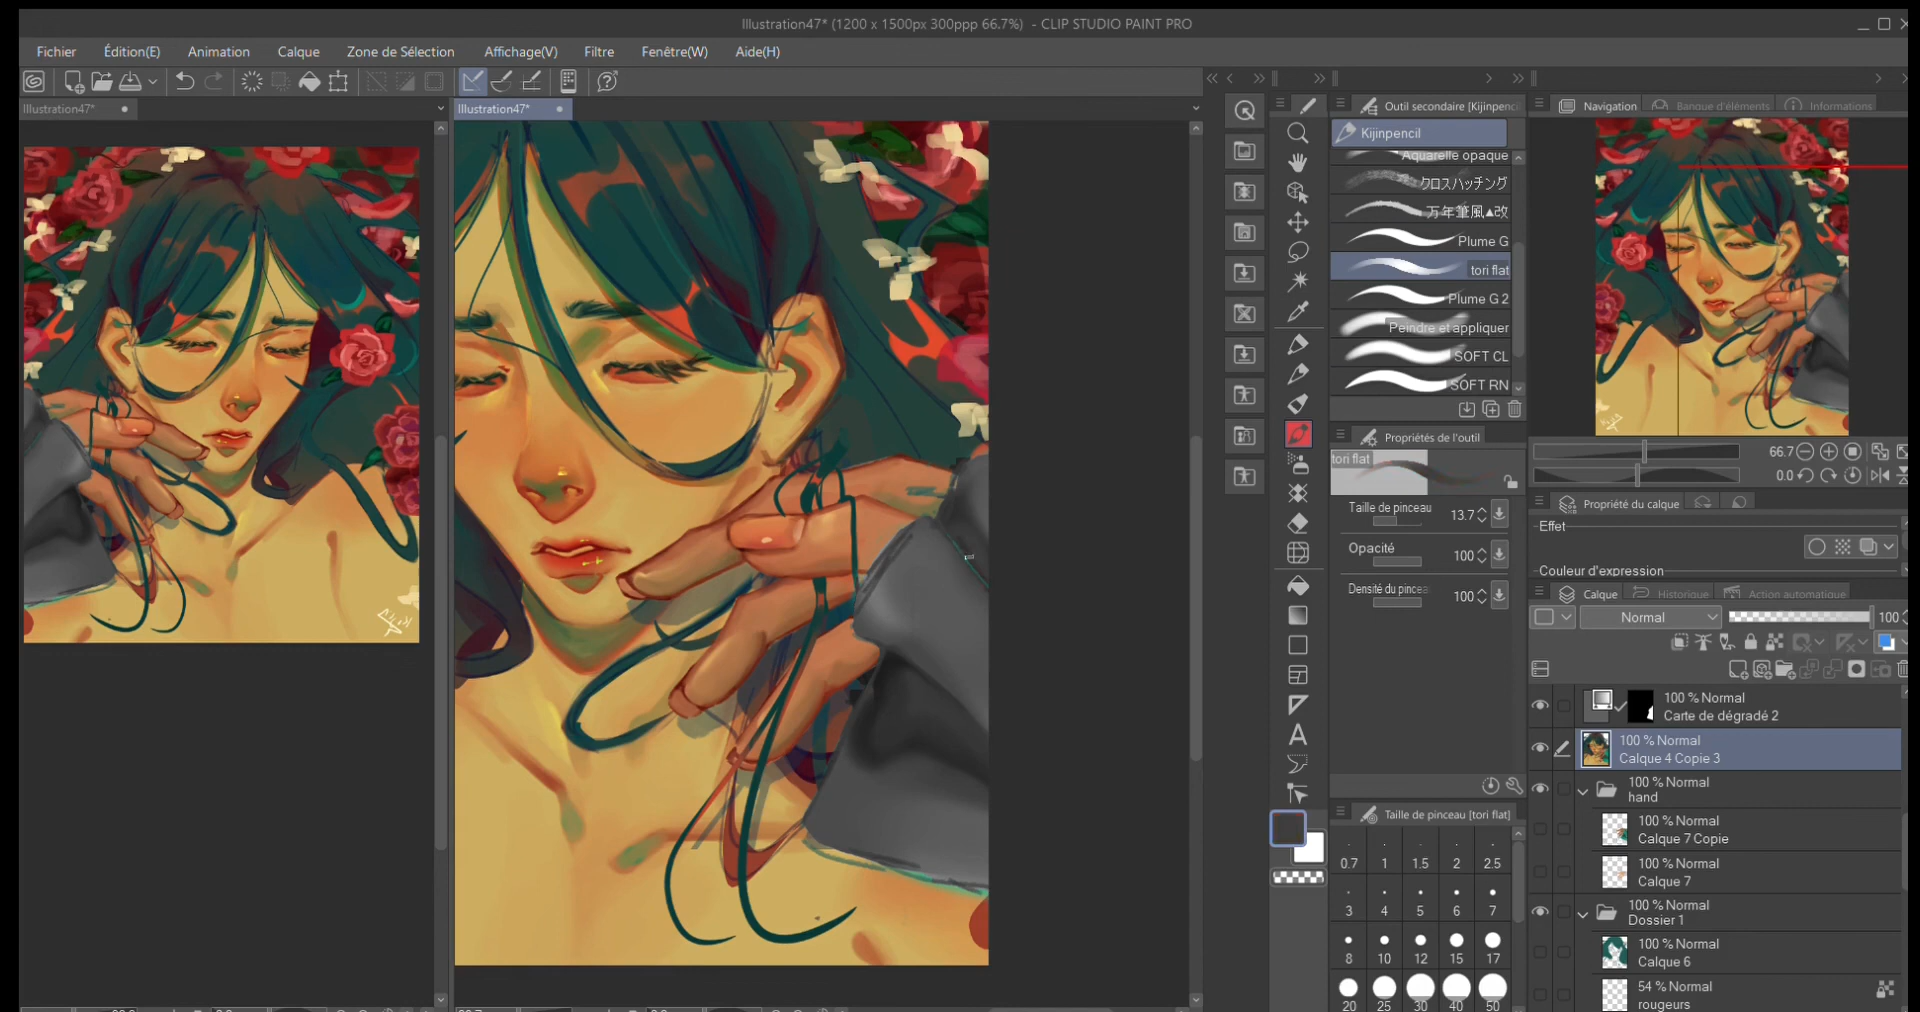 Illustration47* (1200 x 1500px 300ppp 66.7%) - CLIP STUDIO PAINT PRO
Fichier Édition(E) Animation Calque Zone de Sélection Affichage(V) Filtre Fenêtre(W) Aide(H)
Illustration47*
Illustration47*
Outil secondaire [Kijinpenci
Kijinpencil
Aquarelle opaque
クロスハッチング
万年筆風▲改
Plume G
tori flat
Plume G 2
Peindre et appliquer
SOFT CL
SOFT RN
Propriétés de l'outil
tori flat
Taille de pinceau 13.7
Opacité 100
Densité du pincea 100
Taille de pinceau [tori flat]
0.7 1 1.5 2 2.5
3 4 5 6 7
8 10 12 15 17
20 25 30 40 50
Navigation Banque d'éléments Informations
66.7
0.0
Propriété du calque
Effet
Couleur d'expression
Calque Historique Action automatique
Normal 100
100 % Normal
Carte de dégradé 2
100 % Normal
Calque 4 Copie 3
100 % Normal
hand
100 % Normal
Calque 7 Copie
100 % Normal
Calque 7
100 % Normal
Dossier 1
100 % Normal
Calque 6
54 % Normal
rougeurs